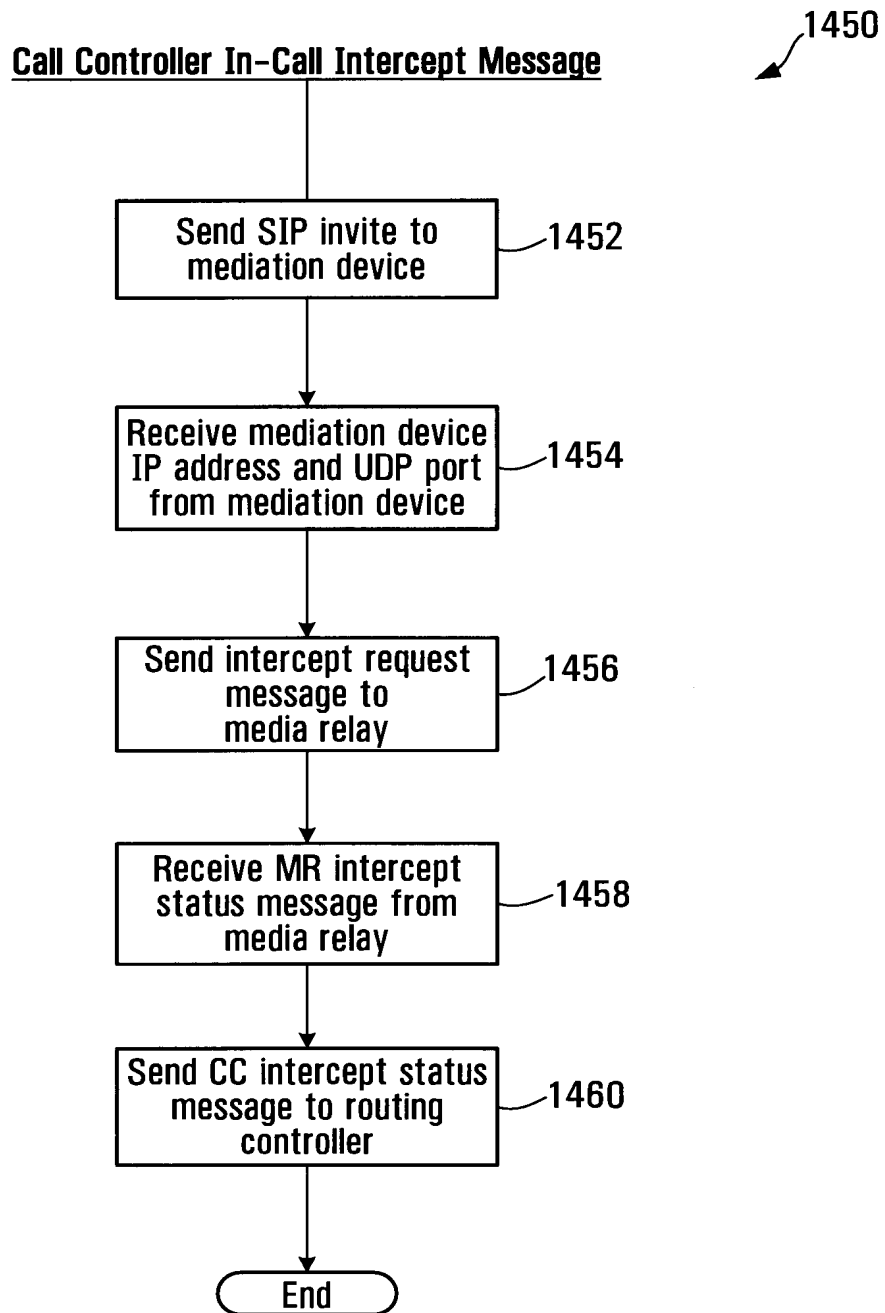 1450
Call Controller In-Call Intercept Message
Send SIP invite to
mediation device
1452
Receive mediation device
IP address and UDP port
from mediation device
1454
Send intercept request
message to
media relay
1456
Receive MR intercept
status message from
media relay
1458
Send CC intercept status
message to routing
controller
1460
End